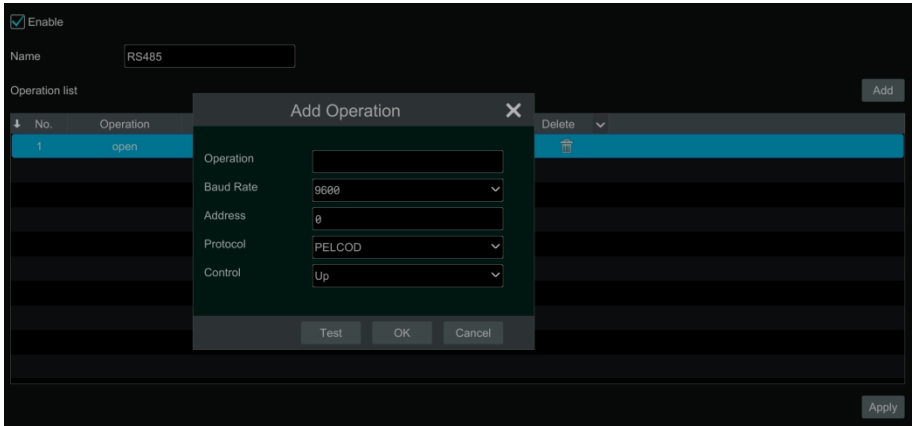 Enable
Name RS485
Operation list Add
Add Operation
No. Operation Delete
1 open
Operation
Baud Rate 9600
Address 0
Protocol PELCOD
Control Up
Test OK Cancel
Apply